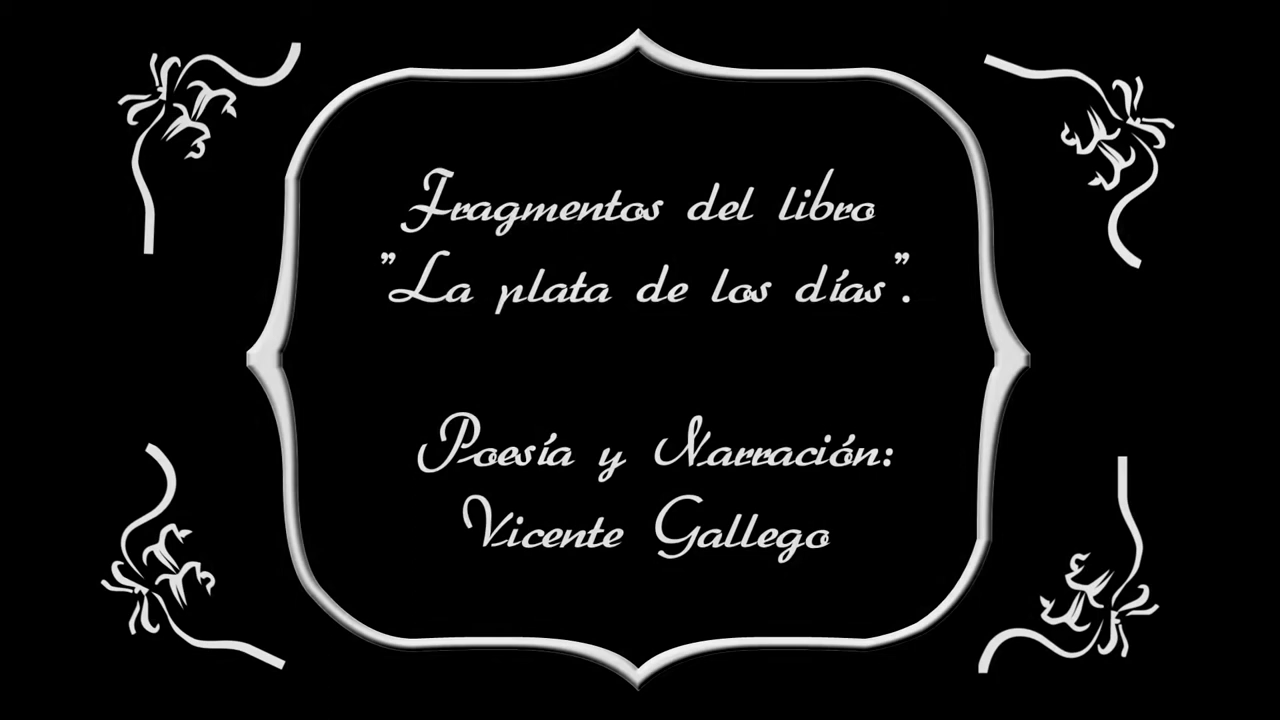 Fragmentos del libro
"La plata de los días".
Poesía y Narración:
Vicente Gallego